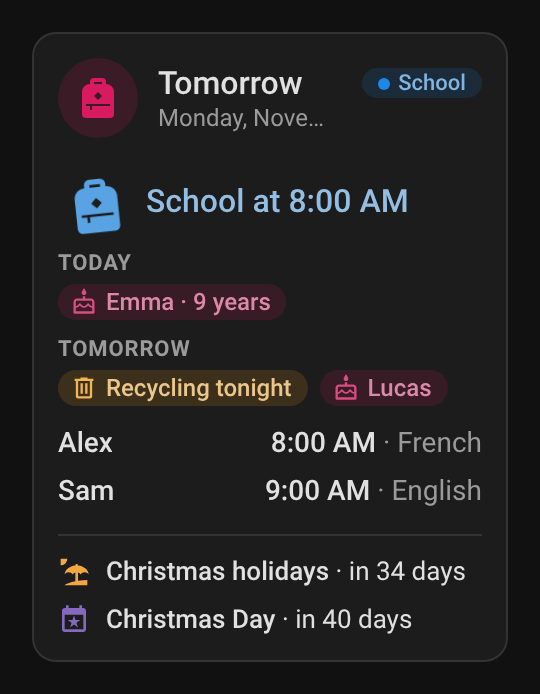 Tomorrow
School
Monday, Nove…
School at 8:00 AM
TODAY
Emma · 9 years
TOMORROW
Recycling tonight
Lucas
Alex 8:00 AM · French
Sam 9:00 AM · English
Christmas holidays · in 34 days
Christmas Day · in 40 days